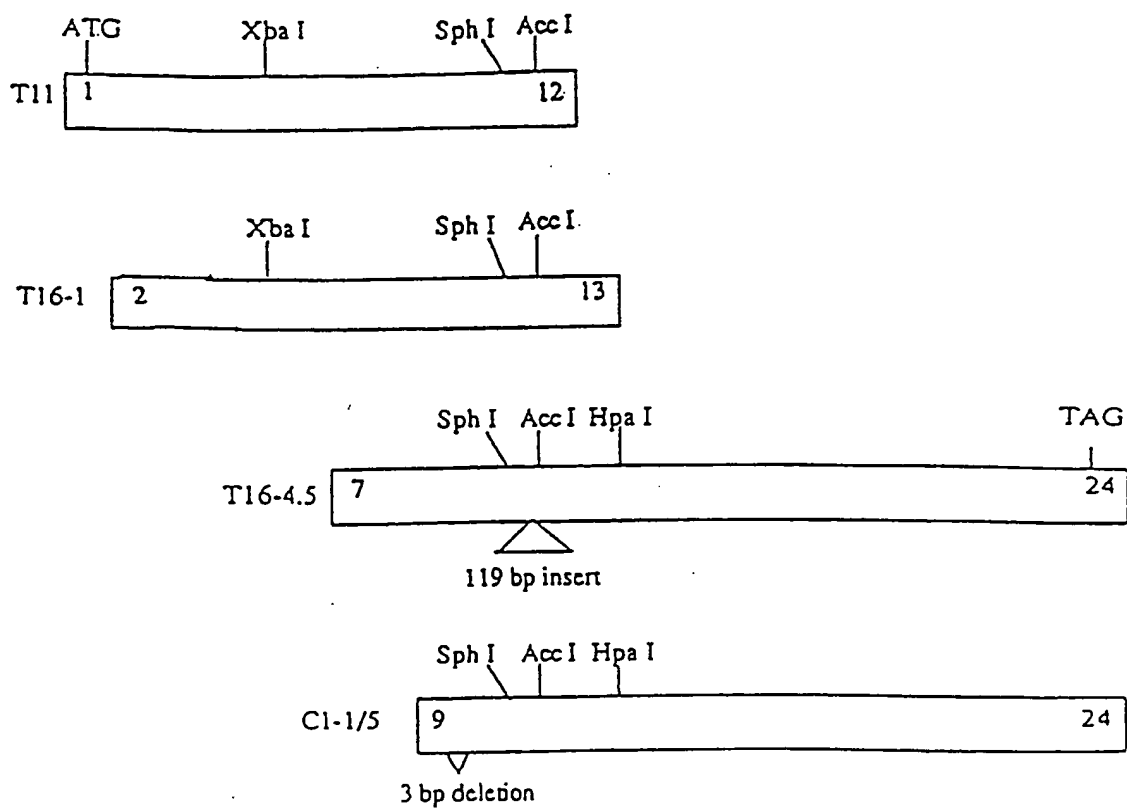 ATG Xba I Sph I Acc I
T11 1 12
Xba I Sph I Acc I
T16-1 2 13
Sph I Acc I Hpa I TAG
T16-4.5 7 24
119 bp insert
Sph I Acc I Hpa I
C1-1/5 9 24
3 bp deletion